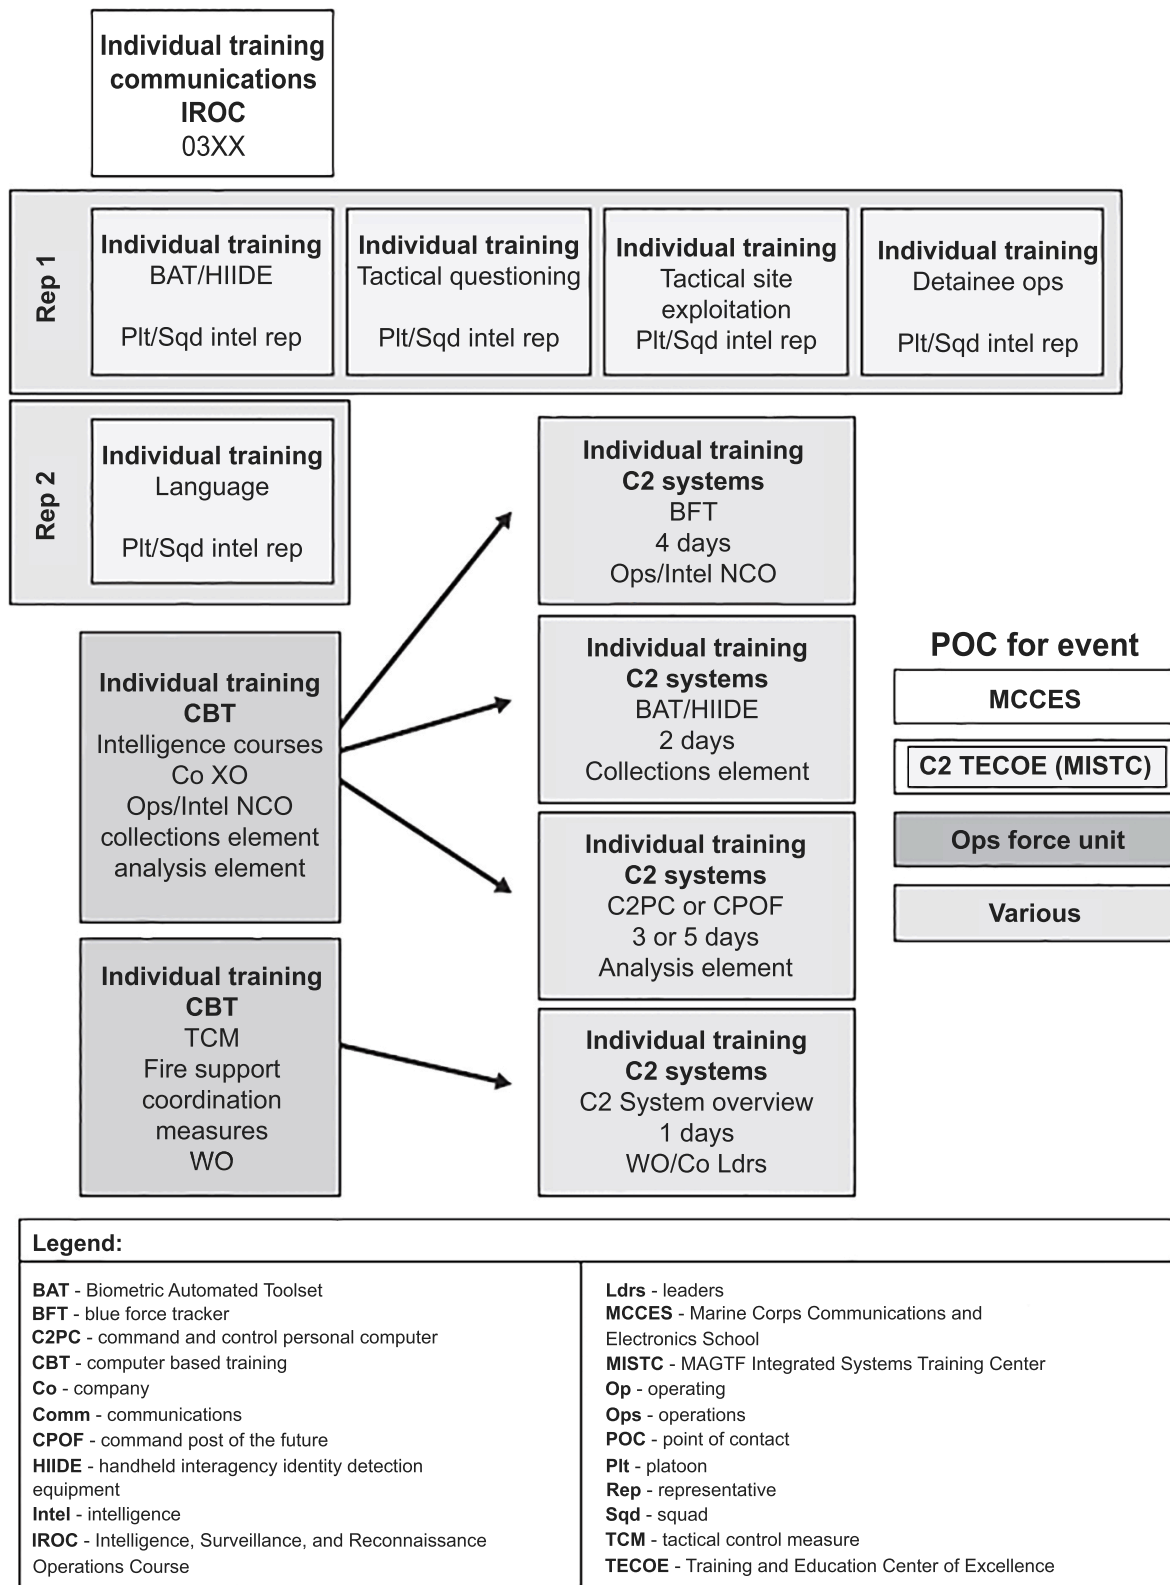 Individual training
communications
IROC
03XX
Rep 1
Individual training
BAT/HIIDE
Plt/Sqd intel rep
Individual training
Tactical questioning
Plt/Sqd intel rep
Individual training
Tactical site
exploitation
Plt/Sqd intel rep
Individual training
Detainee ops
Plt/Sqd intel rep
Rep 2
Individual training
Language
Plt/Sqd intel rep
Individual training
C2 systems
BFT
4 days
Ops/Intel NCO
Individual training
CBT
Intelligence courses
Co XO
Ops/Intel NCO
collections element
analysis element
Individual training
C2 systems
BAT/HIIDE
2 days
Collections element
Individual training
C2 systems
C2PC or CPOF
3 or 5 days
Analysis element
Individual training
CBT
TCM
Fire support
coordination
measures
WO
Individual training
C2 systems
C2 System overview
1 days
WO/Co Ldrs
POC for event
MCCES
C2 TECOE (MISTC)
Ops force unit
Various
Legend:
BAT - Biometric Automated Toolset
BFT - blue force tracker
C2PC - command and control personal computer
CBT - computer based training
Co - company
Comm - communications
CPOF - command post of the future
HIIDE - handheld interagency identity detection
equipment
Intel - intelligence
IROC - Intelligence, Surveillance, and Reconnaissance
Operations Course
Ldrs - leaders
MCCES - Marine Corps Communications and
Electronics School
MISTC - MAGTF Integrated Systems Training Center
Op - operating
Ops - operations
POC - point of contact
Plt - platoon
Rep - representative
Sqd - squad
TCM - tactical control measure
TECOE - Training and Education Center of Excellence